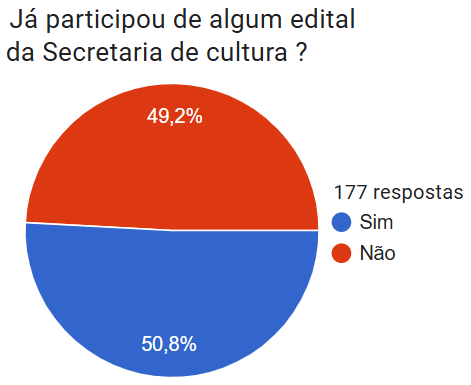 Já participou de algum edital
da Secretaria de cultura ?
49,2%
177 respostas
Sim
Não
50,8%